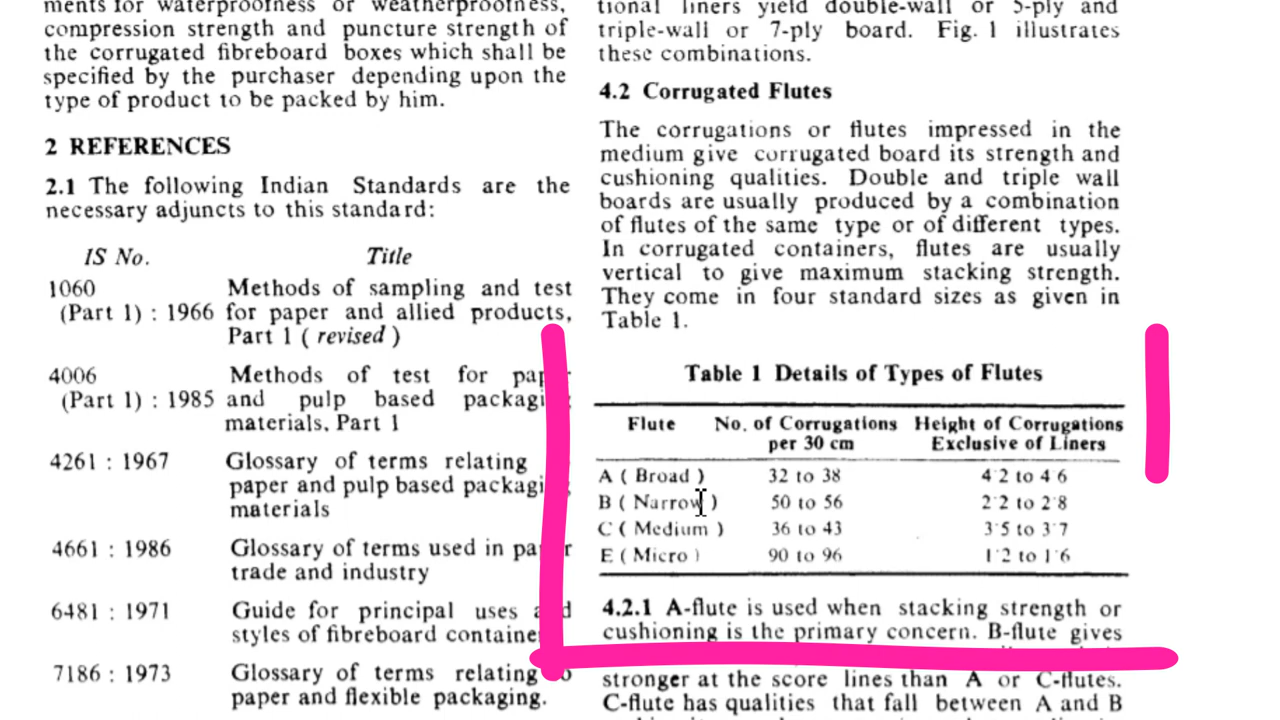 ments for waterproofness or weatherproofness,
compression strength and puncture strength of
the corrugated fibreboard boxes which shall be
specified by the purchaser depending upon the
type of product to be packed by him.
2 REFERENCES
2.1 The following Indian Standards are the
necessary adjuncts to this standard:
IS No. Title
1060 Methods of sampling and test
(Part 1) : 1966 for paper and allied products,
Part 1 ( revised )
4006 Methods of test for
(Part 1) : 1985 and pulp based
materials, Part 1
4261 : 1967 Glossary of terms relating
paper and pulp based
materials
4661 : 1986 Glossary of terms used in
trade and industry
6481 : 1971 Guide for principal uses
styles of fibreboard
7186 : 1973 Glossary of terms relating
paper and flexible packaging.
tional liners yield double-wall or 5-ply and
triple-wall or 7-ply board. Fig. 1 illustrates
these combinations.
4.2 Corrugated Flutes
The corrugations or flutes impressed in the
medium give corrugated board its strength and
cushioning qualities. Double and triple wall
boards are usually produced by a combination
of flutes of the same type or of different types.
In corrugated containers, flutes are usually
vertical to give maximum stacking strength.
They come in four standard sizes as given in
Table 1.
Table 1 Details of Types of Flutes
Flute No. of Corrugations Height of Corrugations
per 30 cm Exclusive of Liners
A ( Broad ) 32 to 38 4·2 to 4·6
B ( Narrow ) 50 to 56 2·2 to 2·8
C ( Medium ) 36 to 43 3·5 to 3·7
E ( Micro ) 90 to 96 1·2 to 1·6
4.2.1 A-flute is used when stacking strength or
cushioning is the primary concern. B-flute gives
stronger at the score lines than A or C-flutes.
C-flute has qualities that fall between A and B